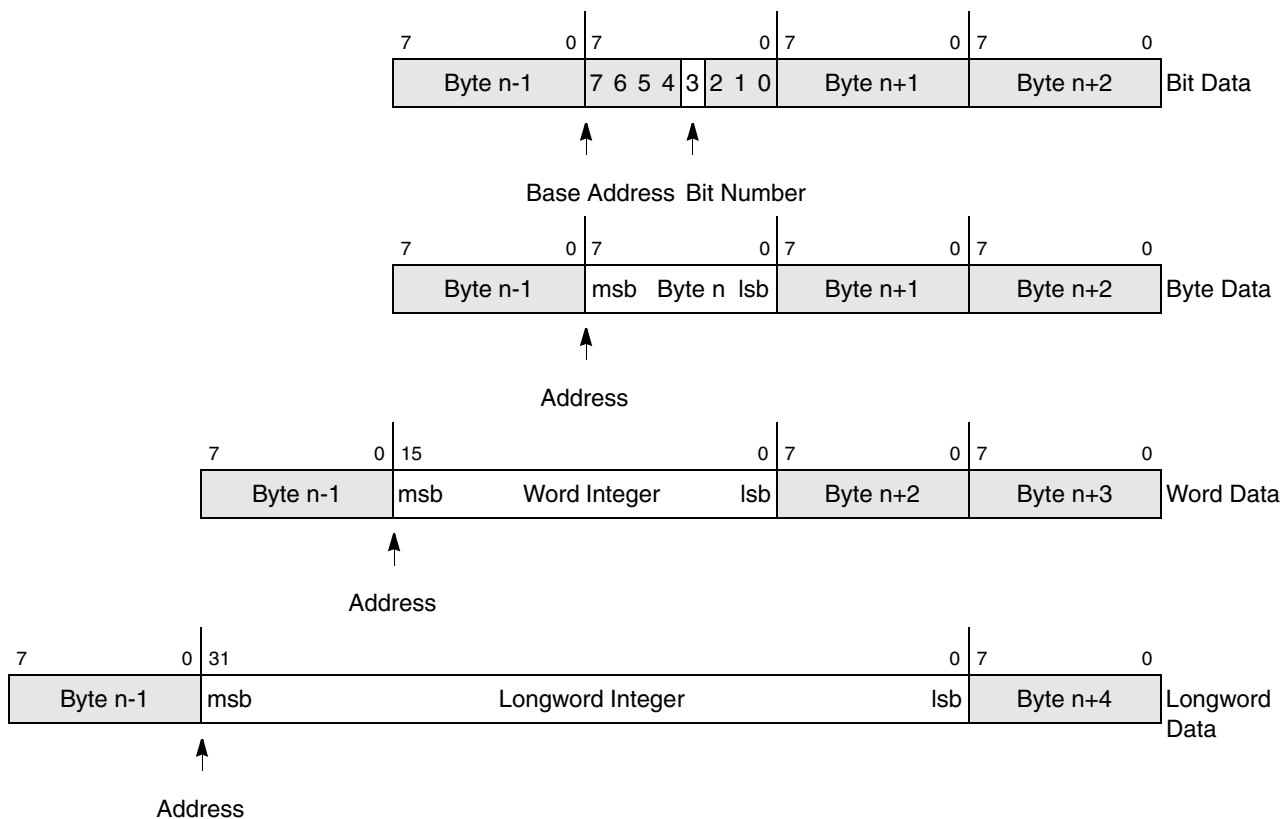 7 0 7 0 7 0 7 0
Byte n-1 7 6 5 4 3 2 1 0 Byte n+1 Byte n+2 Bit Data
Base Address Bit Number
7 0 7 0 7 0 7 0
Byte n-1 msb Byte n lsb Byte n+1 Byte n+2 Byte Data
Address
7 0 15 0 7 0 7 0
Byte n-1 msb Word Integer lsb Byte n+2 Byte n+3 Word Data
Address
7 0 31 0 7 0
Byte n-1 msb Longword Integer lsb Byte n+4 Longword
Data
Address